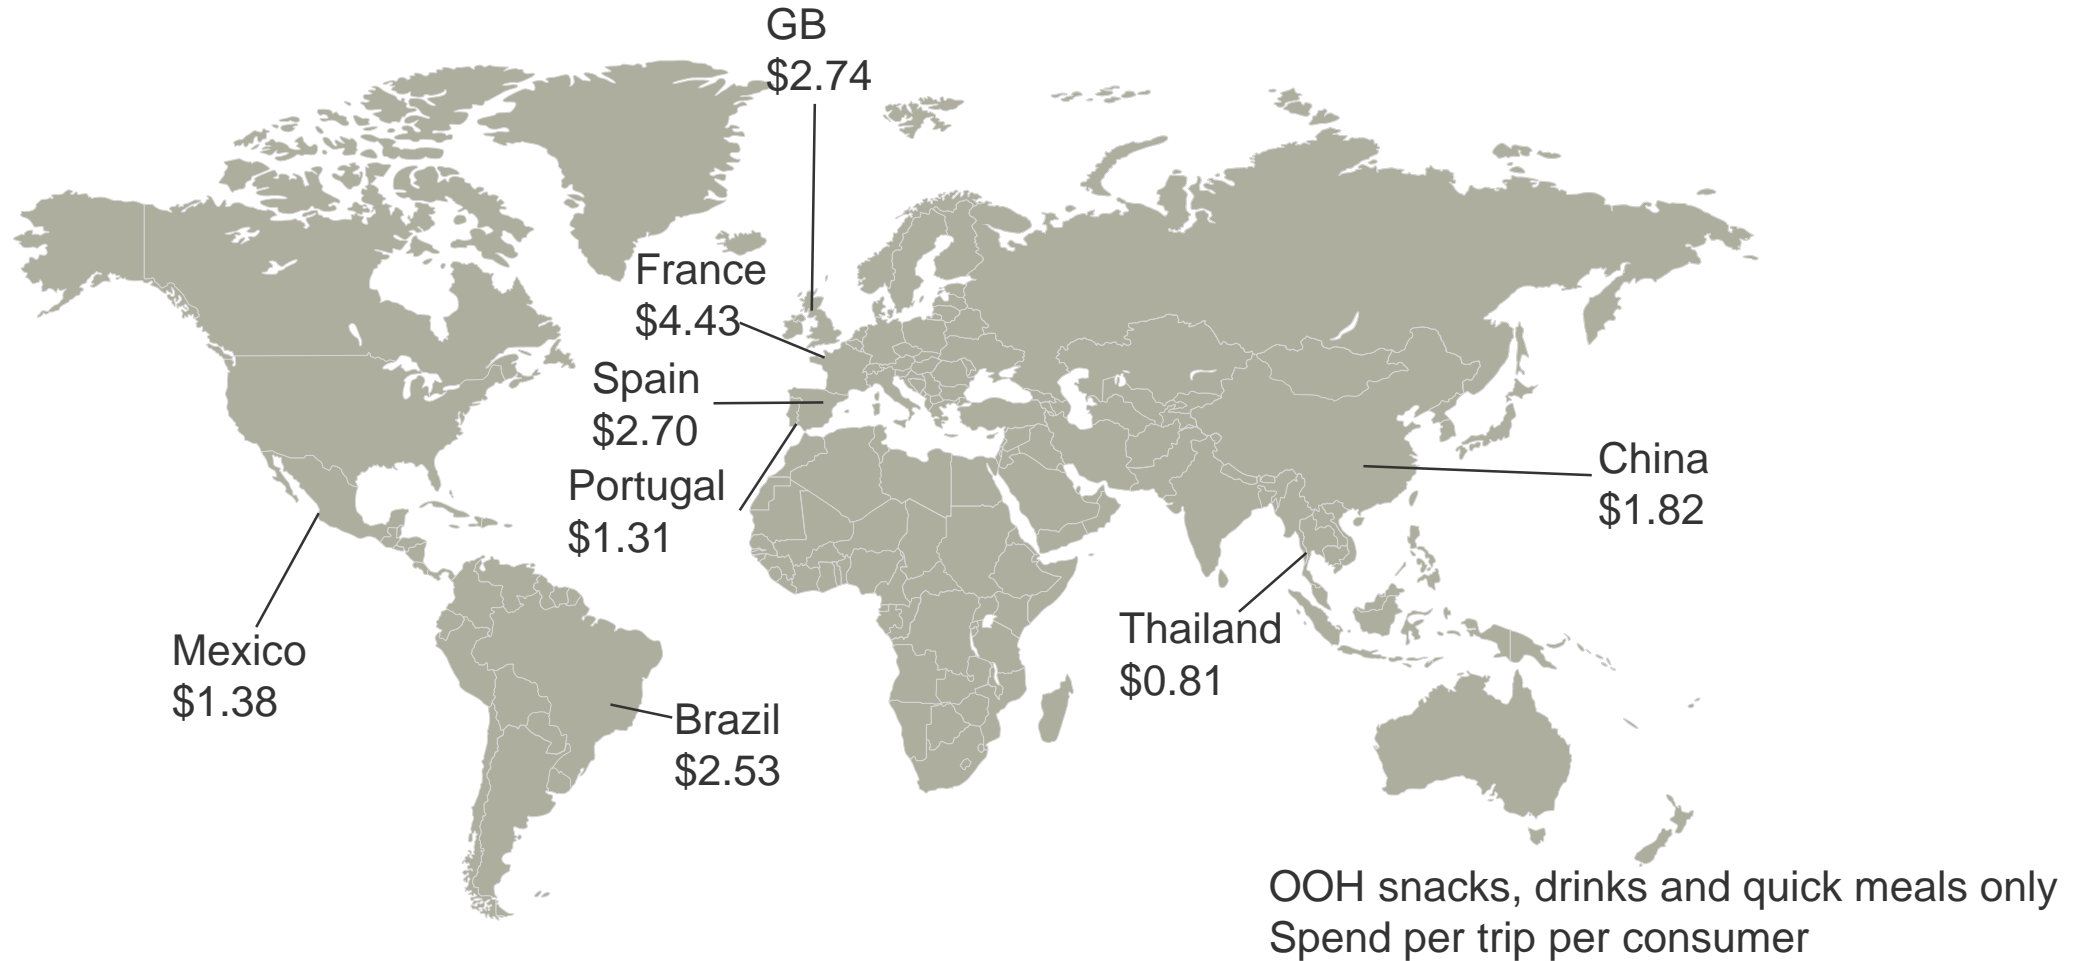 GB
$2.74
France
$4.43
Spain
$2.70
Portugal
$1.31
China
$1.82
Thailand
$0.81
Mexico
$1.38
Brazil
$2.53
OOH snacks, drinks and quick meals only
Spend per trip per consumer